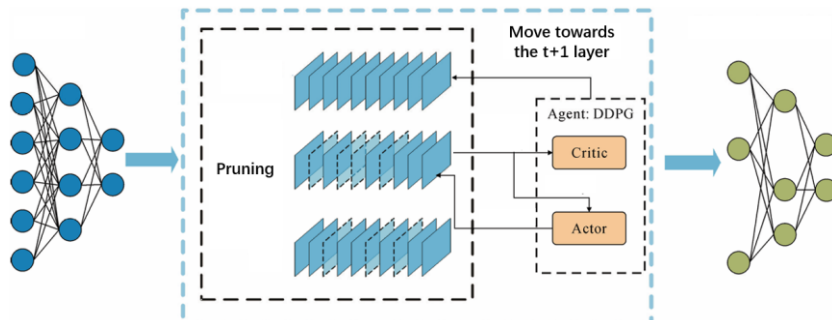 Move towards
the t+1 layer
Agent: DDPG
Pruning
Critic
Actor